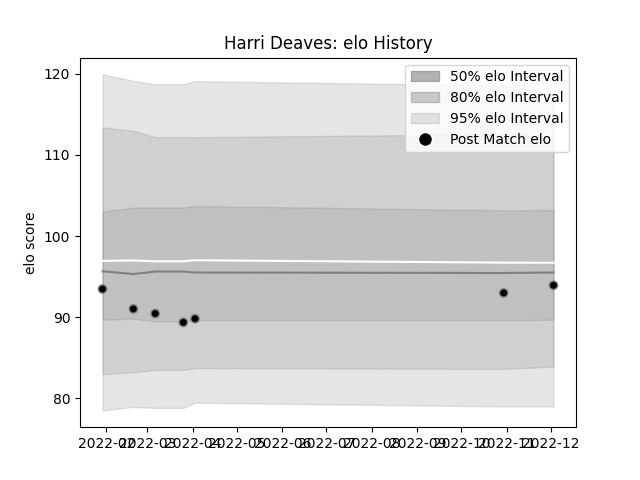 Harri Deaves: elo History
120
110
100
90
80
elo score
50% elo Interval
80% elo Interval
95% elo Interval
Post Match elo
2022-02 2022-03 2022-04 2022-05 2022-06 2022-07 2022-08 2022-09 2022-10 2022-11 2022-12